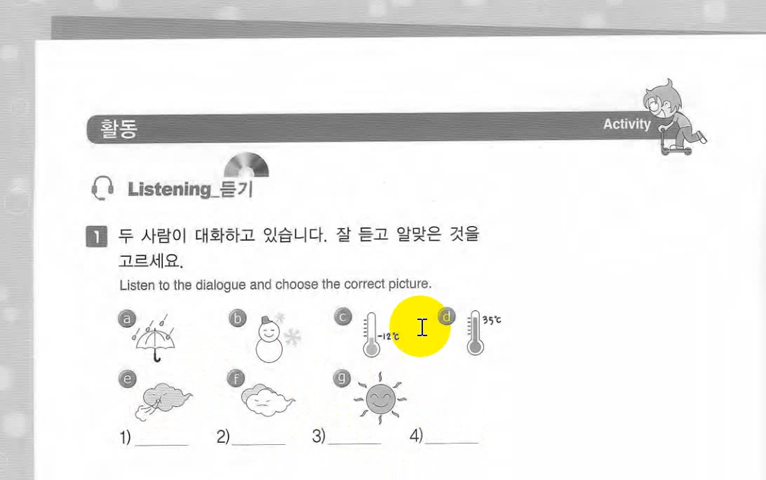 활동
Activity
Listening_듣기
1 두 사람이 대화하고 있습니다. 잘 듣고 알맞은 것을
고르세요.
Listen to the dialogue and choose the correct picture.
a b c -12℃ d 35℃
e f g
1) 2) 3) 4)